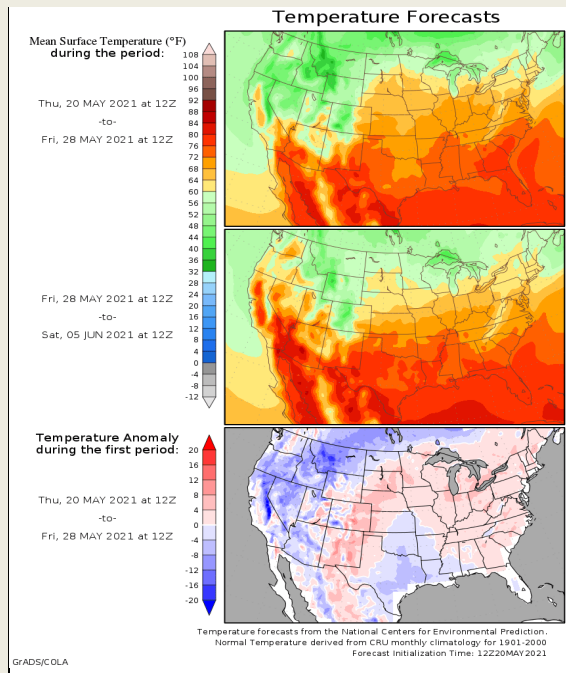 Temperature Forecasts
Mean Surface Temperature (°F)
during the period:
Thu, 20 MAY 2021 at 12Z
-to-
Fri, 28 MAY 2021 at 12Z
108
104
100
96
92
88
84
80
76
72
68
64
60
56
52
48
44
40
36
32
28
24
20
16
12
8
4
0
-4
-8
-12
Fri, 28 MAY 2021 at 12Z
-to-
Sat, 05 JUN 2021 at 12Z
Temperature Anomaly
during the first period:
Thu, 20 MAY 2021 at 12Z
-to-
Fri, 28 MAY 2021 at 12Z
20
16
12
8
4
0
-4
-8
-12
-16
-20
Temperature forecasts from the National Centers for Environmental Prediction.
Normal Temperature derived from CRU monthly climatology for 1901-2000
Forecast Initialization Time: 12Z20MAY2021
GrADS/COLA